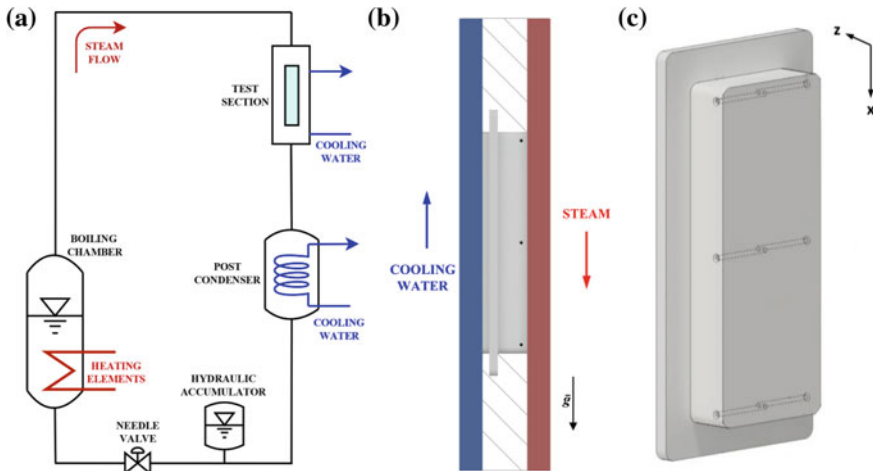 (a)
STEAM
FLOW
TEST
SECTION
COOLING
WATER
BOILING
CHAMBER
POST
CONDENSER
COOLING
WATER
HEATING
ELEMENTS
HYDRAULIC
ACCUMULATOR
NEEDLE
VALVE
(b)
COOLING
WATER
STEAM
g
(c)
z
x